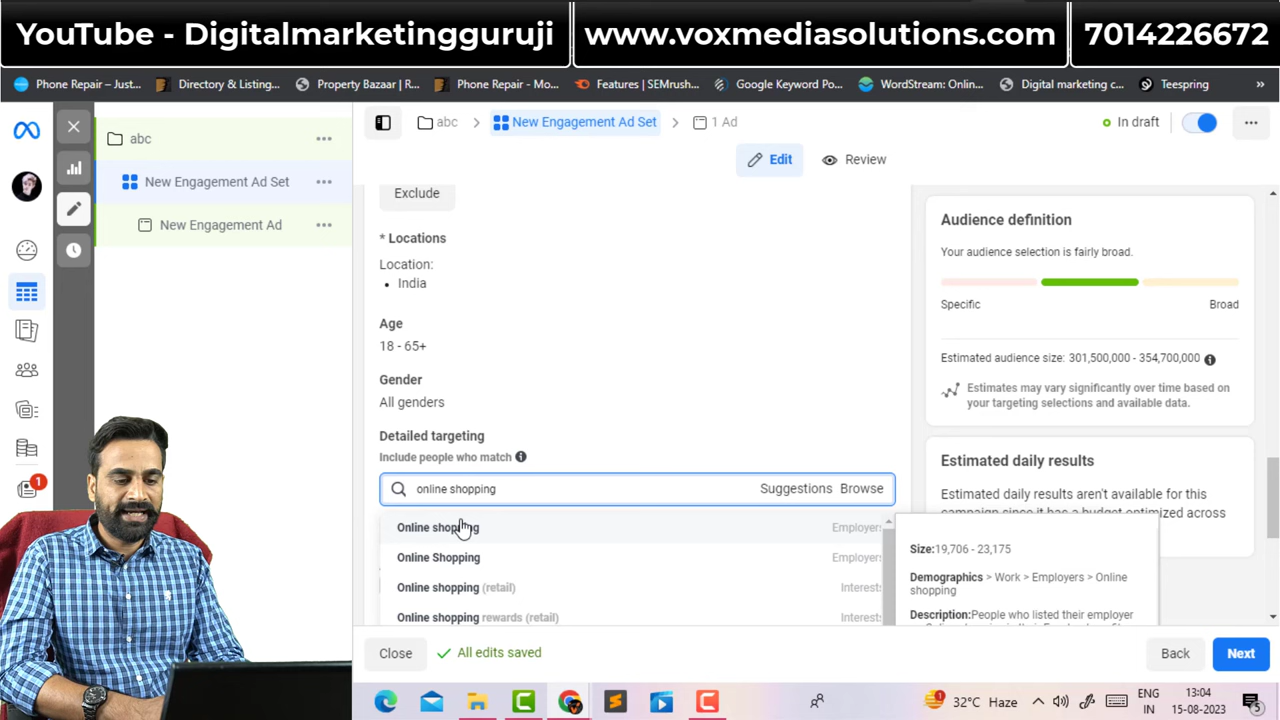 YouTube - Digitalmarketingguruji
www.voxmediasolutions.com
7014226672
Phone Repair – Just...
Directory & Listing...
Property Bazaar | R...
Phone Repair - Mo...
Features | SEMrush...
Google Keyword Po...
WordStream: Onlin...
Digital marketing c...
Teespring
»
abc
New Engagement Ad Set
New Engagement Ad
abc > New Engagement Ad Set > 1 Ad
In draft
Edit
Review
Exclude
* Locations
Location:
• India
Age
18 - 65+
Gender
All genders
Detailed targeting
Include people who match
online shopping
Suggestions
Browse
Online shopping
Employers
Online Shopping
Employers
Online shopping (retail)
Interests
Online shopping rewards (retail)
Interests
Audience definition
Your audience selection is fairly broad.
Specific
Broad
Estimated audience size: 301,500,000 - 354,700,000
Estimates may vary significantly over time based on
your targeting selections and available data.
Estimated daily results
Estimated daily results aren't available for this
campaign since it has a budget optimized across
Size:19,706 - 23,175
Demographics > Work > Employers > Online
shopping
Description:People who listed their employer
Close
All edits saved
Back
Next
1
1
32°C Haze
ENG
IN
13:04
15-08-2023
5